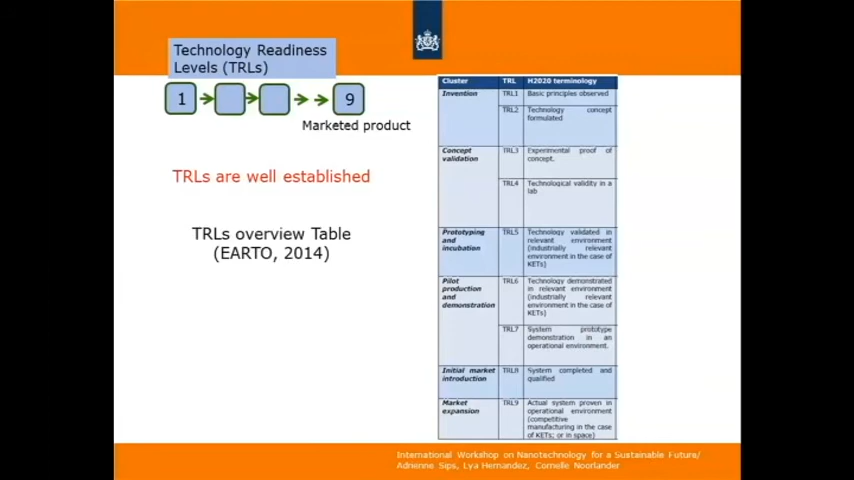 Technology Readiness
Levels (TRLs)
1
9
Marketed product
TRLs are well established
TRLs overview Table
(EARTO, 2014)
Cluster TRL H2020 terminology
Invention TRL1 Basic principles observed
TRL2 Technology concept
formulated
Concept
validation
TRL3 Experimental proof of
concept.
TRL4 Technological validity in a
lab
Prototyping
and
incubation
TRL5 Technology validated in
relevant environment
(industrially relevant
environment in the case of
KETs)
Pilot
production
and
demonstration
TRL6 Technology demonstrated
in relevant environment
(industrially relevant
environment in the case of
KETs)
TRL7 System prototype
demonstration in an
operational environment.
Initial market
introduction
TRL8 System completed and
qualified
Market
expansion
TRL9 Actual system proven in
operational environment
(competitive
manufacturing in the case
of KETs; or in space)
International Workshop on Nanotechnology for a Sustainable Future/
Adrienne Sips, Lya Hernandez, Cornelle Noorlander